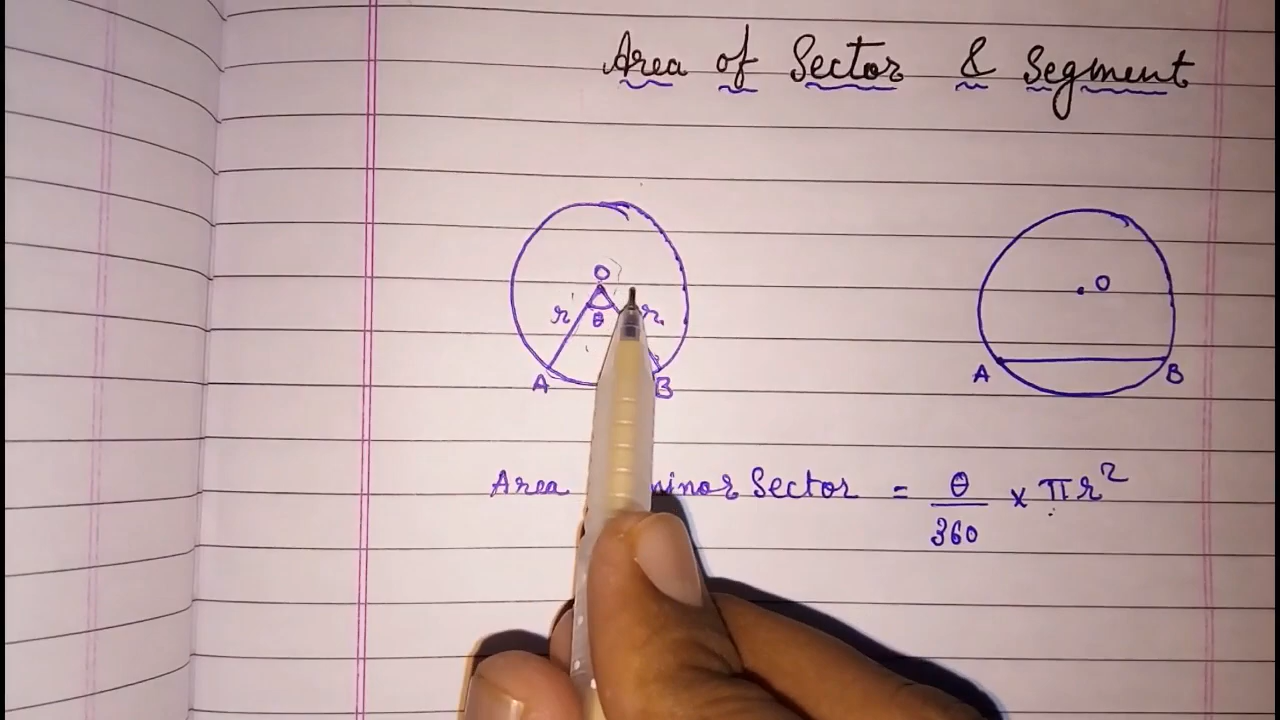 Area of Sector & Segment
O
O
r θ r
A B
A B
Area minor Sector = θ/360 × πr²